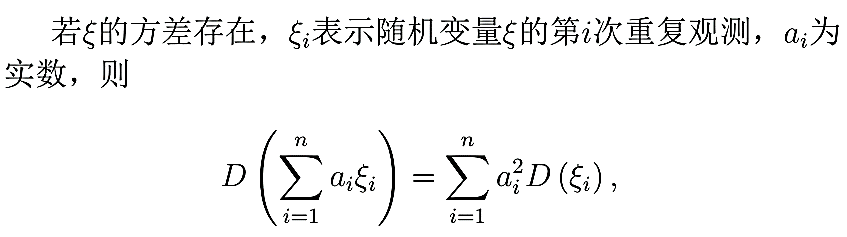 若ξ的方差存在，ξᵢ表示随机变量ξ的第i次重复观测，aᵢ为
实数，则
D\left(\sum_{i=1}^{n} a_i \xi_i\right) = \sum_{i=1}^{n} a_i^2 D\left(\xi_i\right),